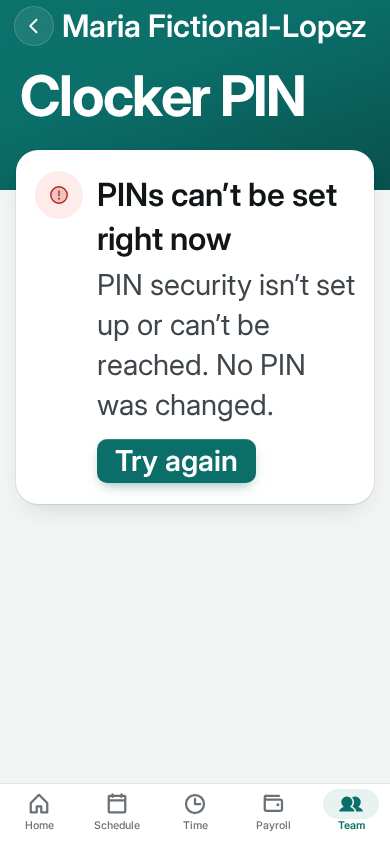 Maria Fictional-Lopez
Clocker PIN
PINs can’t be set
right now
PIN security isn’t set
up or can’t be
reached. No PIN
was changed.
Try again
Home
Schedule
Time
Payroll
Team